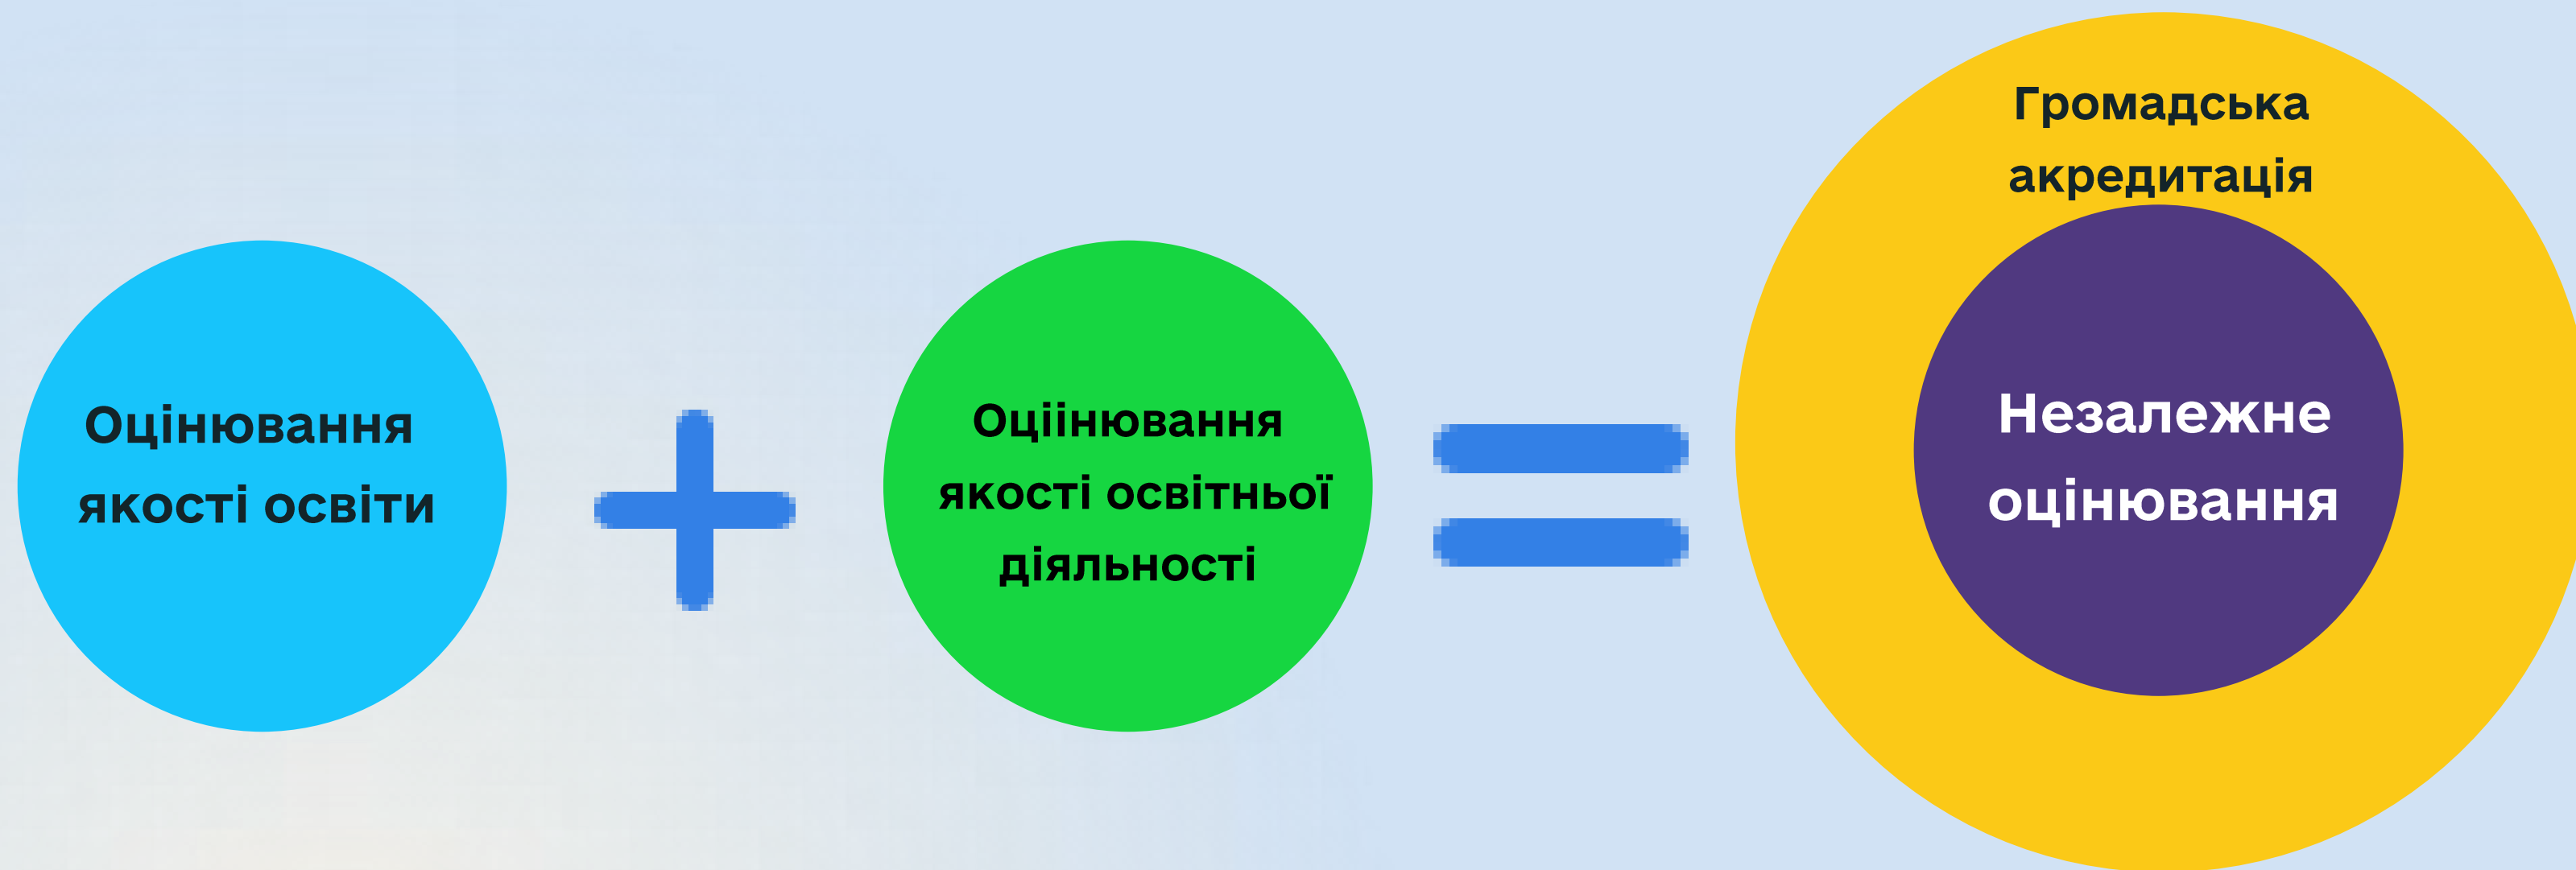 Оцінювання
якості освіти
Оціінювання
якості освітньої
діяльності
Громадська
акредитація
Незалежне
оцінювання